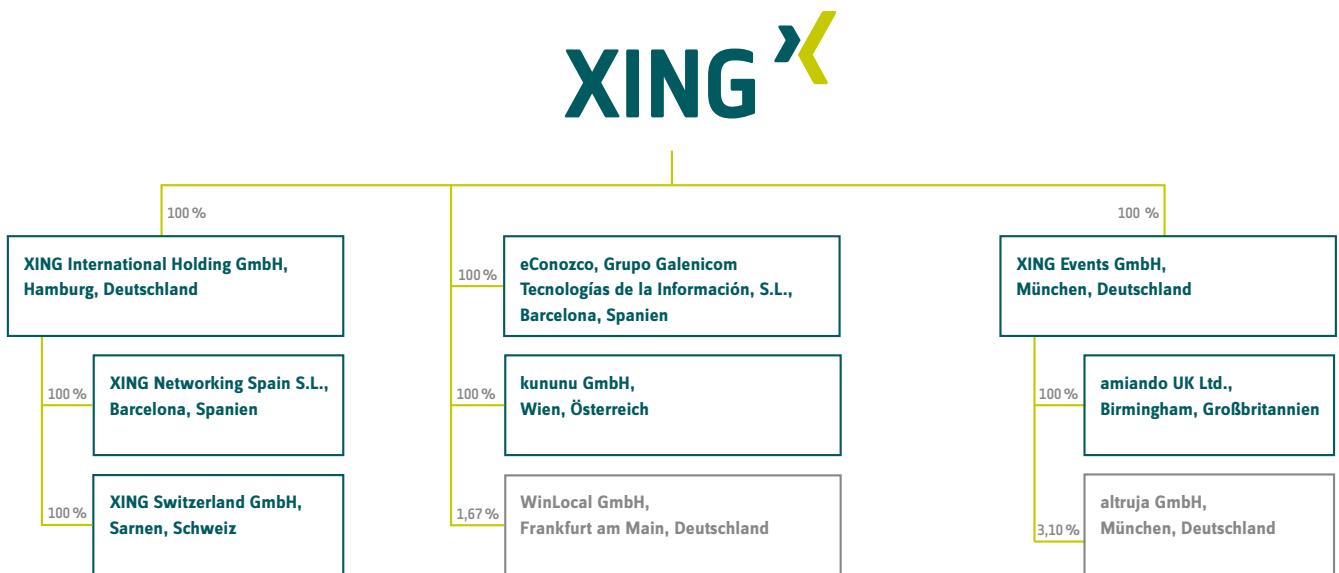 XING
100 %
100 %
XING International Holding GmbH,
Hamburg, Deutschland
100 %
XING Networking Spain S.L.,
Barcelona, Spanien
100 %
XING Switzerland GmbH,
Sarnen, Schweiz
100 %
eConozco, Grupo Galenicom
Tecnologías de la Información, S.L.,
Barcelona, Spanien
100 %
kununu GmbH,
Wien, Österreich
1,67 %
WinLocal GmbH,
Frankfurt am Main, Deutschland
XING Events GmbH,
München, Deutschland
100 %
amiando UK Ltd.,
Birmingham, Großbritannien
3,10 %
altruja GmbH,
München, Deutschland